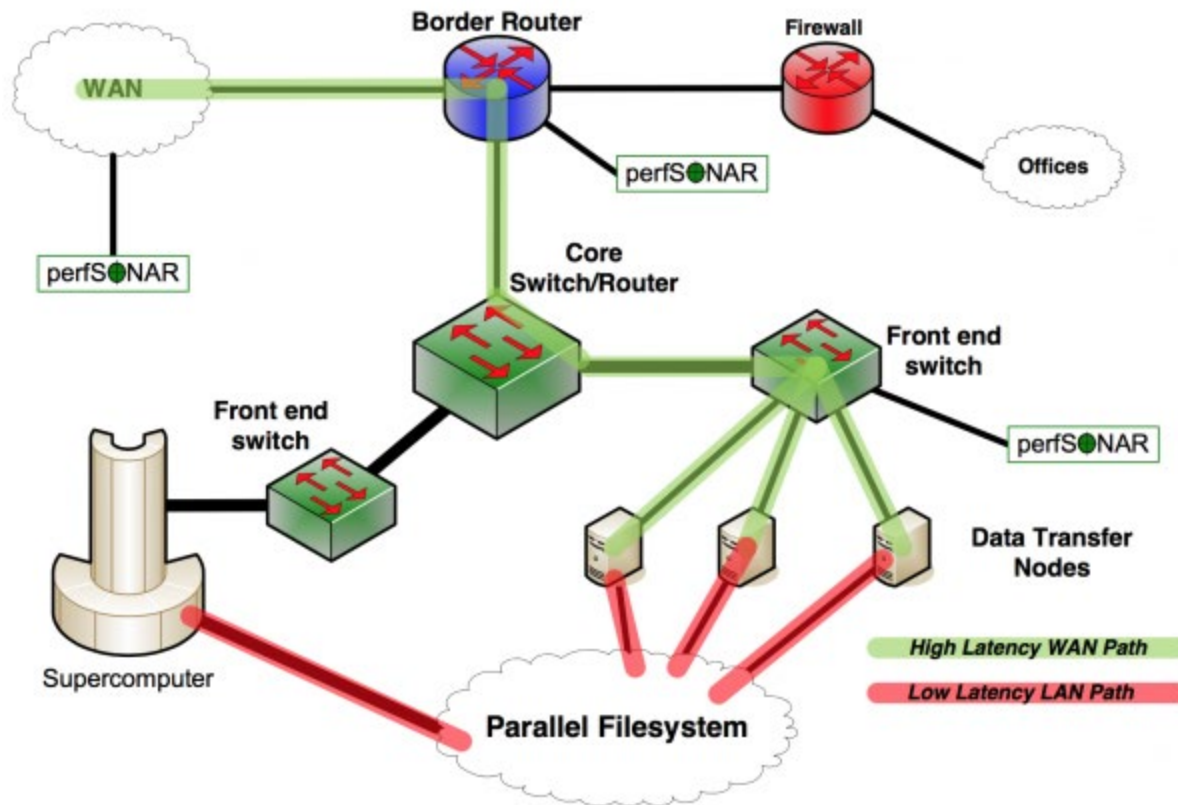 Border Router
Firewall
WAN
perfSONAR
Offices
perfSONAR
Core
Switch/Router
Front end
switch
Front end
switch
perfSONAR
Data Transfer
Nodes
High Latency WAN Path
Supercomputer
Low Latency LAN Path
Parallel Filesystem